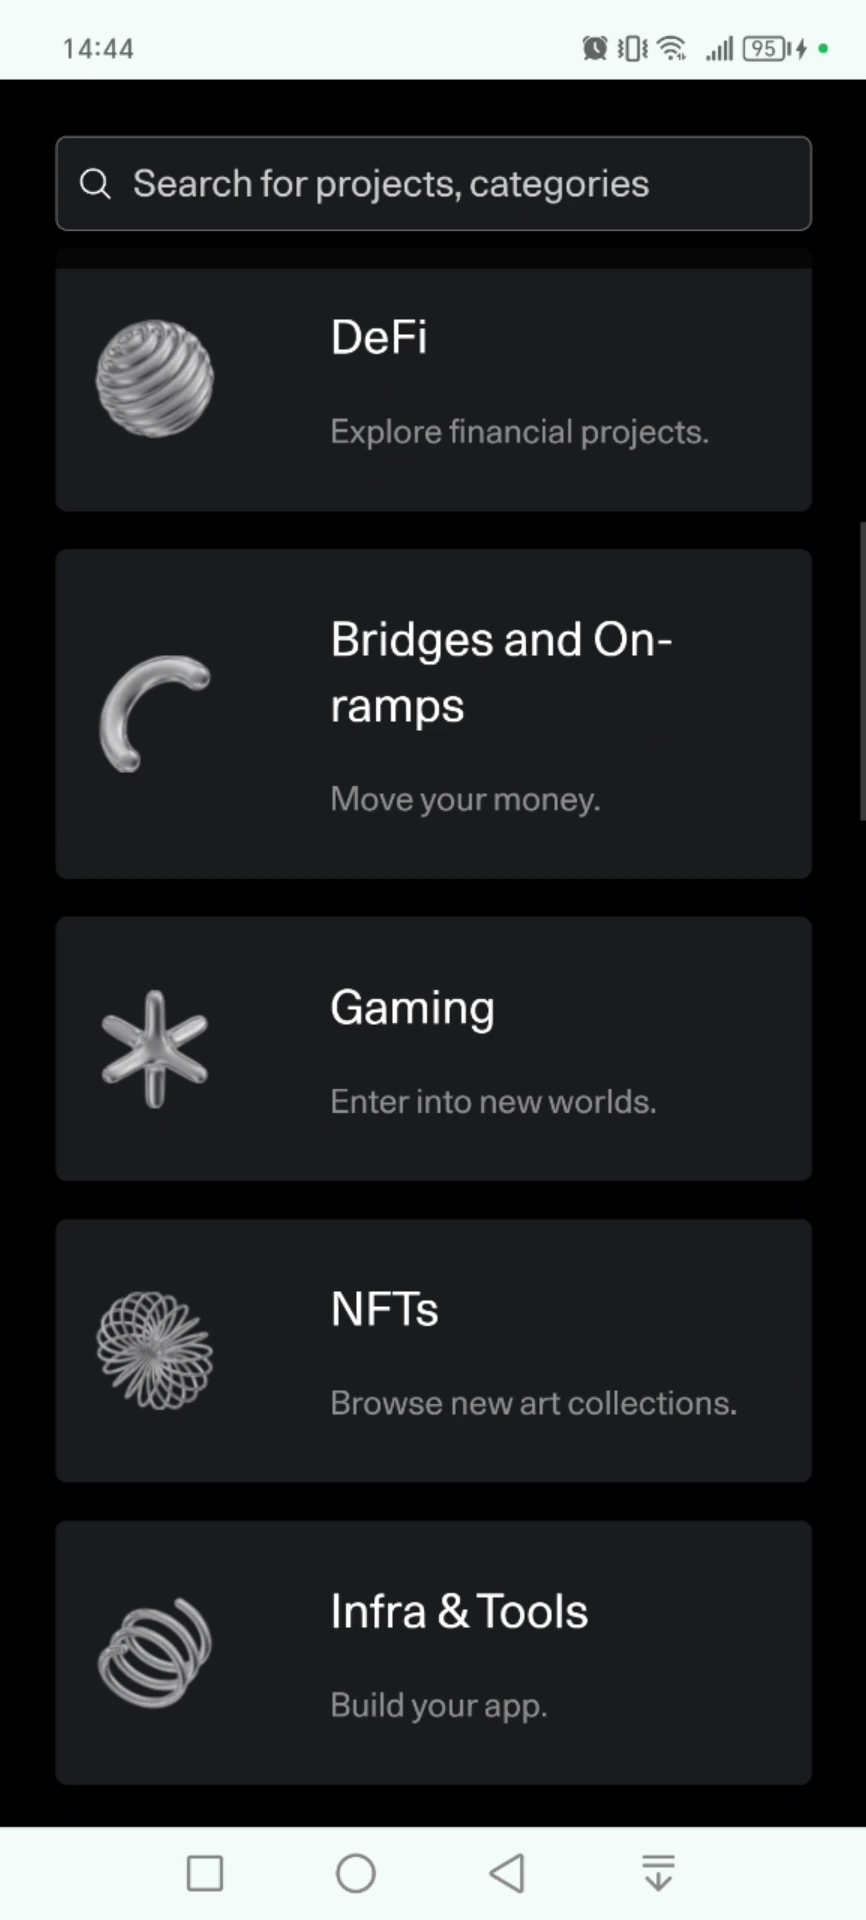 14:44
95
Search for projects, categories
DeFi
Explore financial projects.
Bridges and On-
ramps
Move your money.
Gaming
Enter into new worlds.
NFTs
Browse new art collections.
Infra & Tools
Build your app.